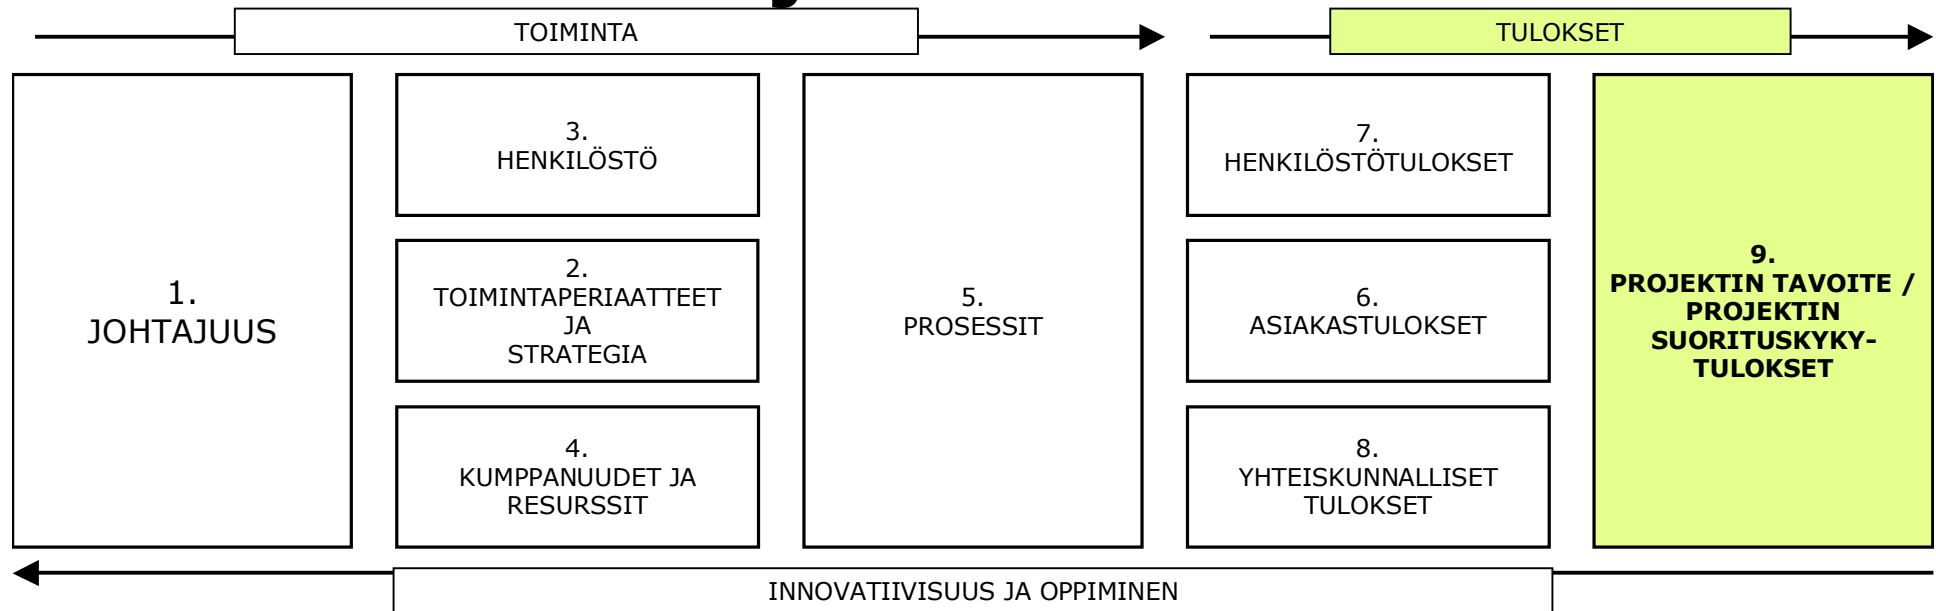 TOIMINTA
TULOKSET
1.
JOHTAJUUS
3.
HENKILÖSTÖ
2.
TOIMINTAPERIAATTEET
JA
STRATEGIA
4.
KUMPPANUUDET JA
RESURSSIT
5.
PROSESSIT
7.
HENKILÖSTÖTULOKSET
6.
ASIAKASTULOKSET
8.
YHTEISKUNNALLISET
TULOKSET
9.
PROJEKTIN TAVOITE /
PROJEKTIN
SUORITUSKYKY-
TULOKSET
INNOVATIIVISUUS JA OPPIMINEN